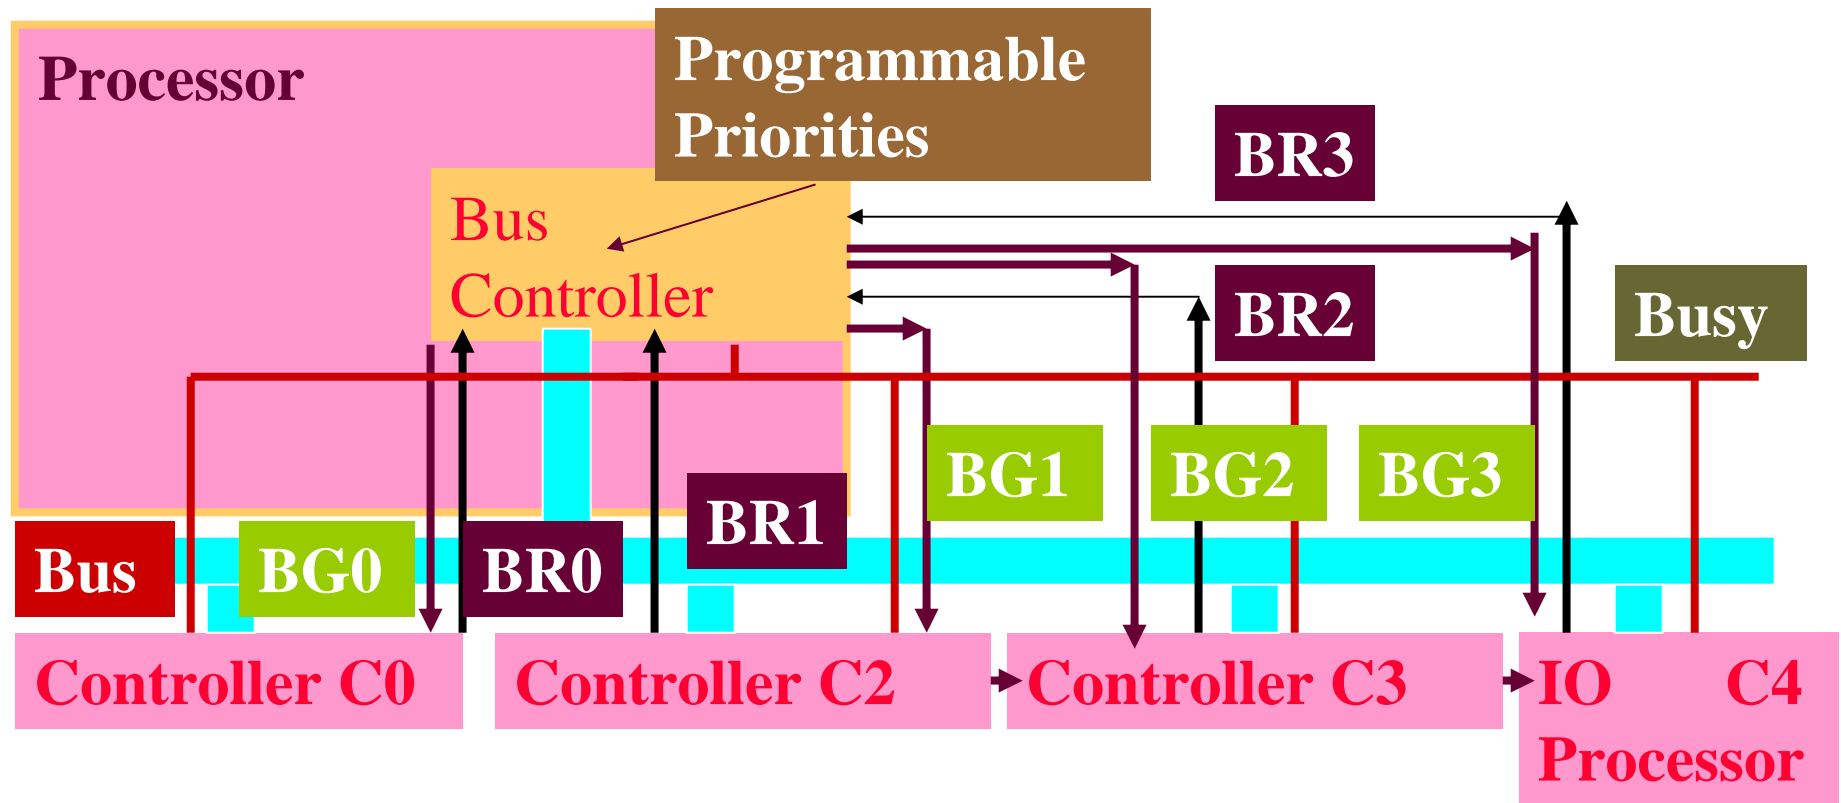 Processor
Programmable
Priorities
BR3
Bus
Controller
BR2
Busy
BG1
BG2
BG3
BR1
Bus
BG0
BR0
Controller C0
Controller C2
Controller C3
IO C4
Processor